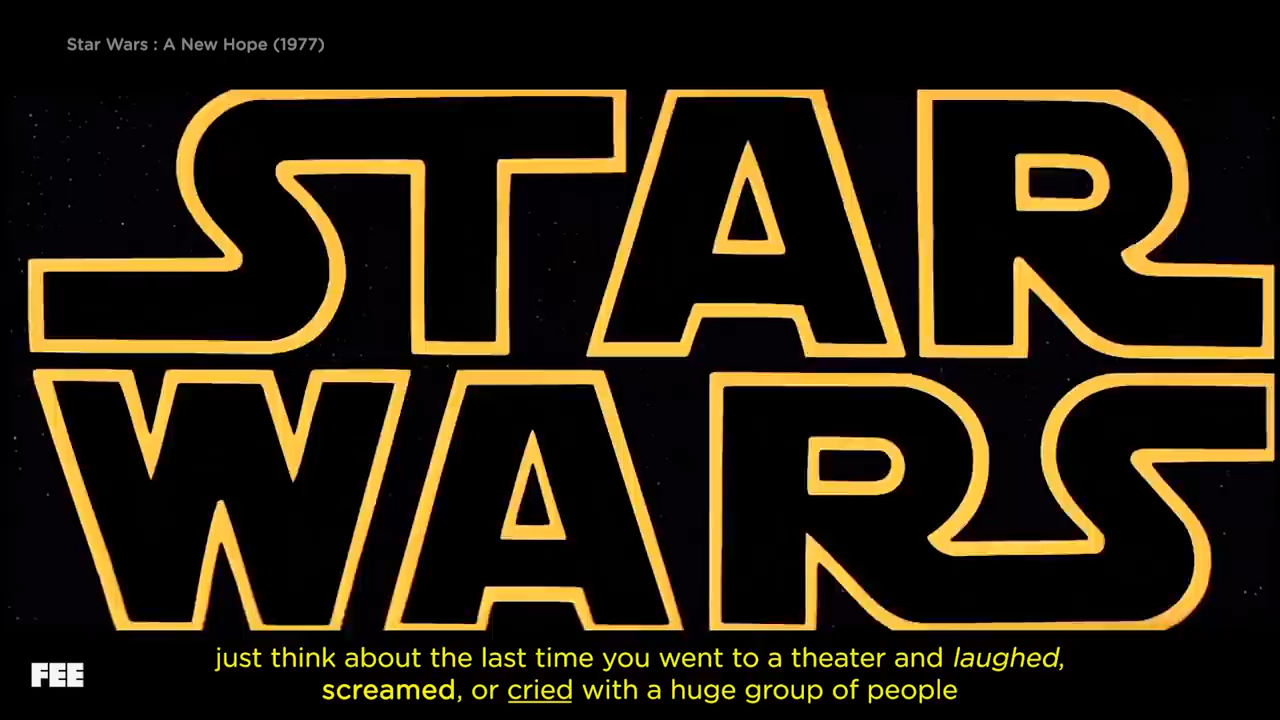 Star Wars : A New Hope (1977)
STAR
WARS
just think about the last time you went to a theater and laughed,
screamed, or cried with a huge group of people
FEE